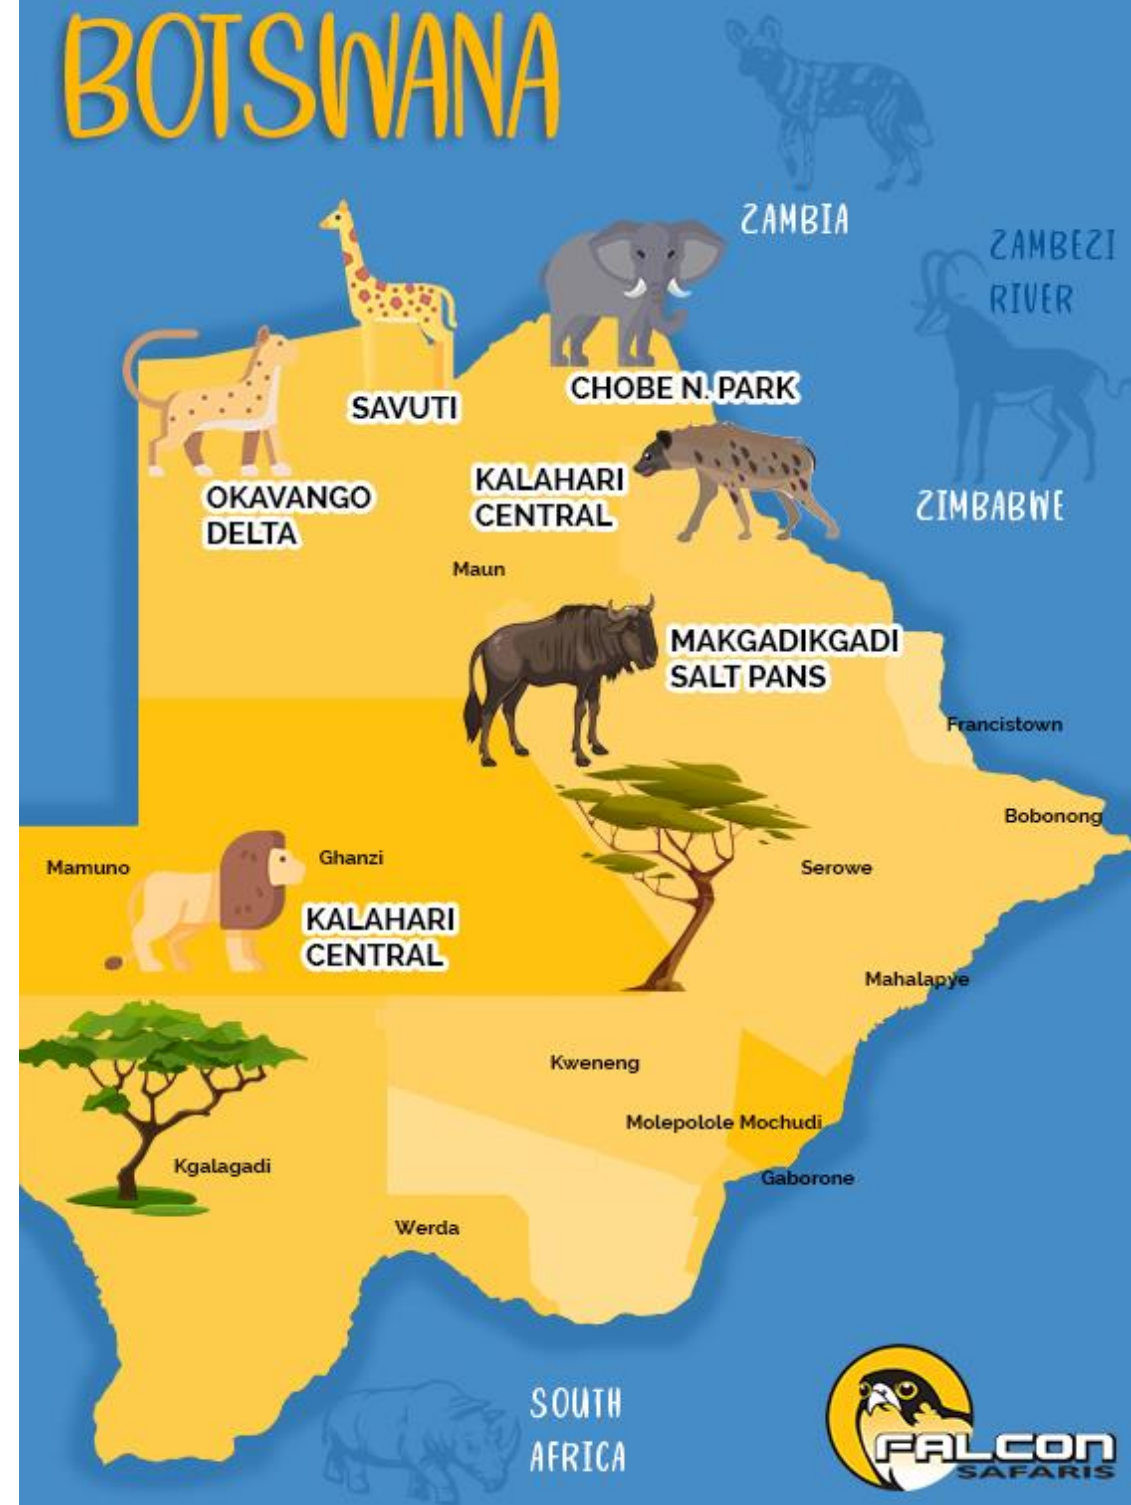 BOTSWANA
ZAMBIA
ZAMBEZI
RIVER
CHOBE N. PARK
SAVUTI
KALAHARI
CENTRAL
OKAVANGO
DELTA
ZIMBABWE
Maun
MAKGADIKGADI
SALT PANS
Francistown
Bobonong
Mamuno
Ghanzi
Serowe
KALAHARI
CENTRAL
Mahalapye
Kweneng
Molepolole Mochudi
Kgalagadi
Gaborone
Werda
SOUTH
AFRICA
FALCON
SAFARIS